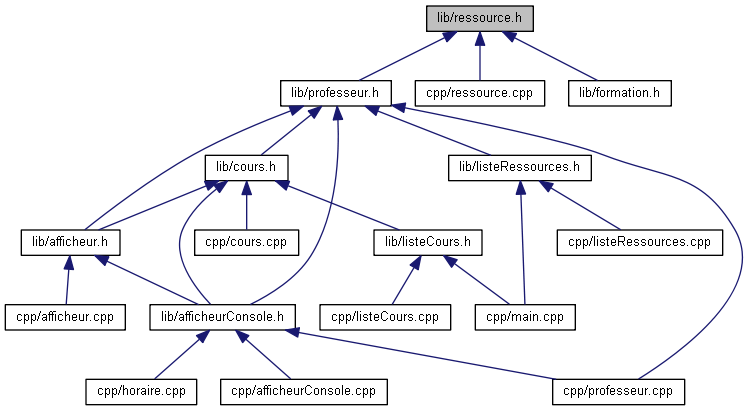 lib/ressource.h
lib/professeur.h
cpp/ressource.cpp
lib/formation.h
lib/cours.h
lib/listeRessources.h
lib/afficheur.h
cpp/cours.cpp
lib/listeCours.h
cpp/listeRessources.cpp
cpp/afficheur.cpp
lib/afficheurConsole.h
cpp/listeCours.cpp
cpp/main.cpp
cpp/horaire.cpp
cpp/afficheurConsole.cpp
cpp/professeur.cpp